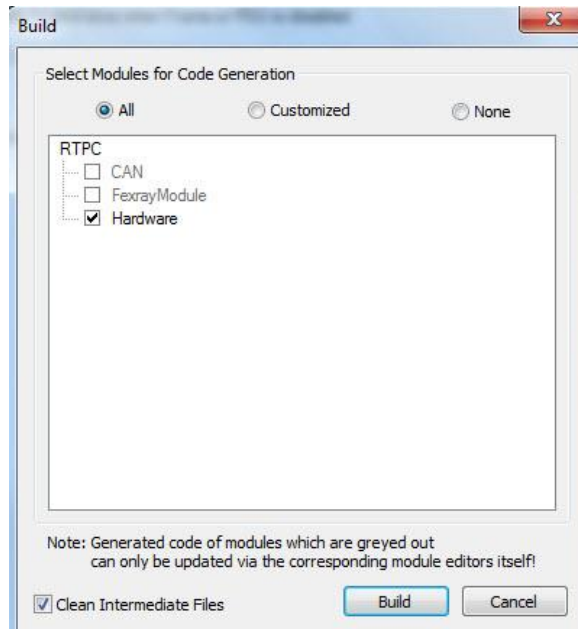 Build
Select Modules for Code Generation
All Customized None
RTPC
CAN
FexrayModule
Hardware
Note: Generated code of modules which are greyed out
can only be updated via the corresponding module editors itself!
Clean Intermediate Files Build Cancel